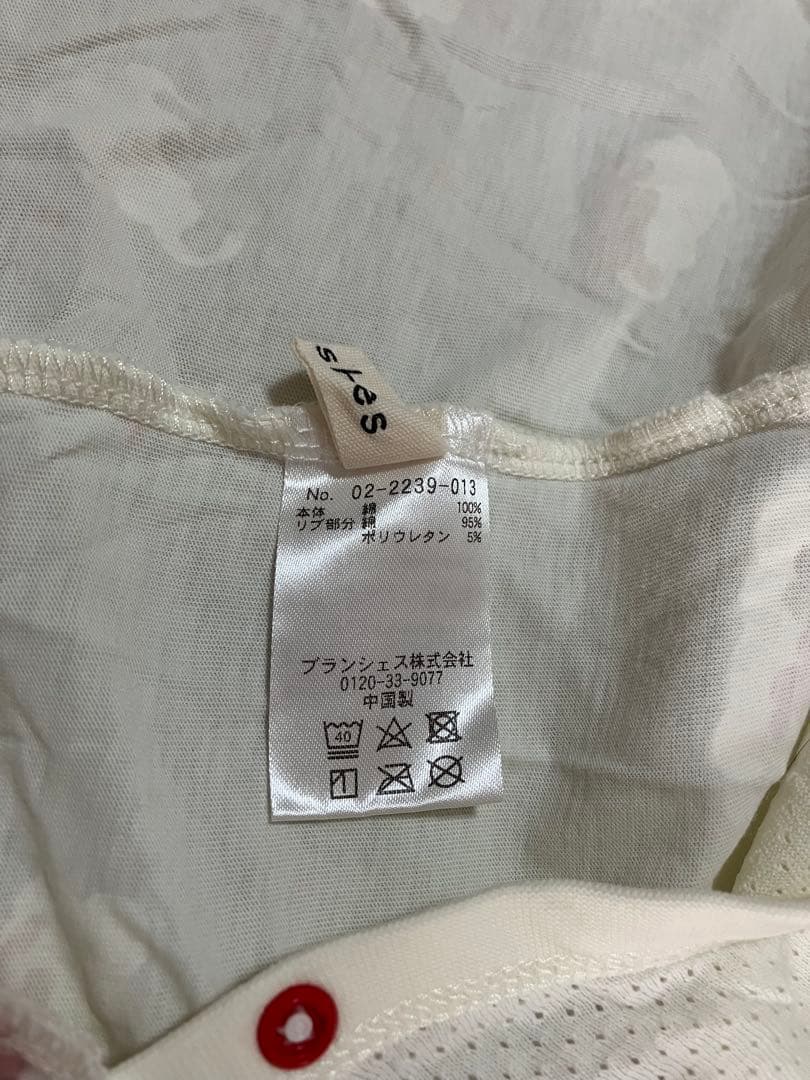 shes
No. 02-2239-013
本体 綿 100%
リブ部分 綿 95%
ポリウレタン 5%
ブランシェス株式会社
0120-33-9077
中国製
40